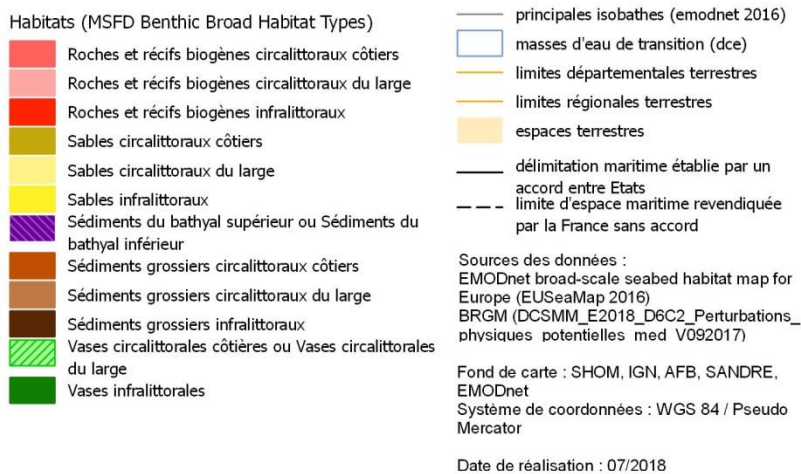 Habitats (MSFD Benthic Broad Habitat Types)
Roches et récifs biogènes circalittoraux côtiers
Roches et récifs biogènes circalittoraux du large
Roches et récifs biogènes infralittoraux
Sables circalittoraux côtiers
Sables circalittoraux du large
Sables infralittoraux
Sédiments du bathyal supérieur ou Sédiments du
bathyal inférieur
Sédiments grossiers circalittoraux côtiers
Sédiments grossiers circalittoraux du large
Sédiments grossiers infralittoraux
Vases circalittorales côtières ou Vases circalittorales
du large
Vases infralittorales
principales isobathes (emodnet 2016)
masses d'eau de transition (dce)
limites départementales terrestres
limites régionales terrestres
espaces terrestres
délimitation maritime établie par un
accord entre Etats
limite d'espace maritime revendiquée
par la France sans accord
Sources des données :
EMODnet broad-scale seabed habitat map for
Europe (EUSeaMap 2016)
BRGM (DCSMM_E2018_D6C2_Perturbations_
physiques_potentielles_med_V092017)
Fond de carte : SHOM, IGN, AFB, SANDRE,
EMODnet
Système de coordonnées : WGS 84 / Pseudo
Mercator
Date de réalisation : 07/2018